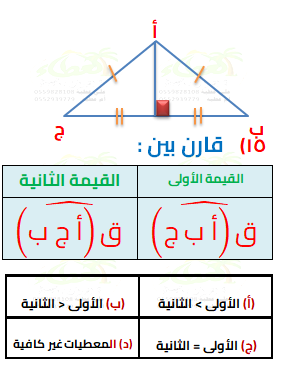 أ
ج
ب
١٥) قارن بين :
القيمة الأولى
القيمة الثانية
ق(أ ب ج)
ق(أ ج ب)
(أ) الأولى > الثانية
(ب) الأولى < الثانية
(ج) الأولى = الثانية
(د) المعطيات غير كافية